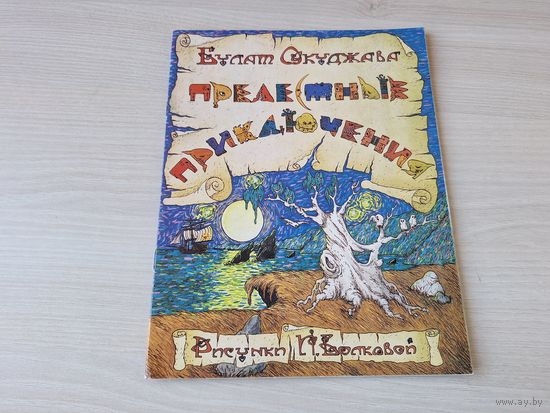 Булат Окуджава
ПРЕЛЕСТНЫЕ
ПРИКЛЮЧЕНИЯ
Рисунки И. Волковой
www.ay.by